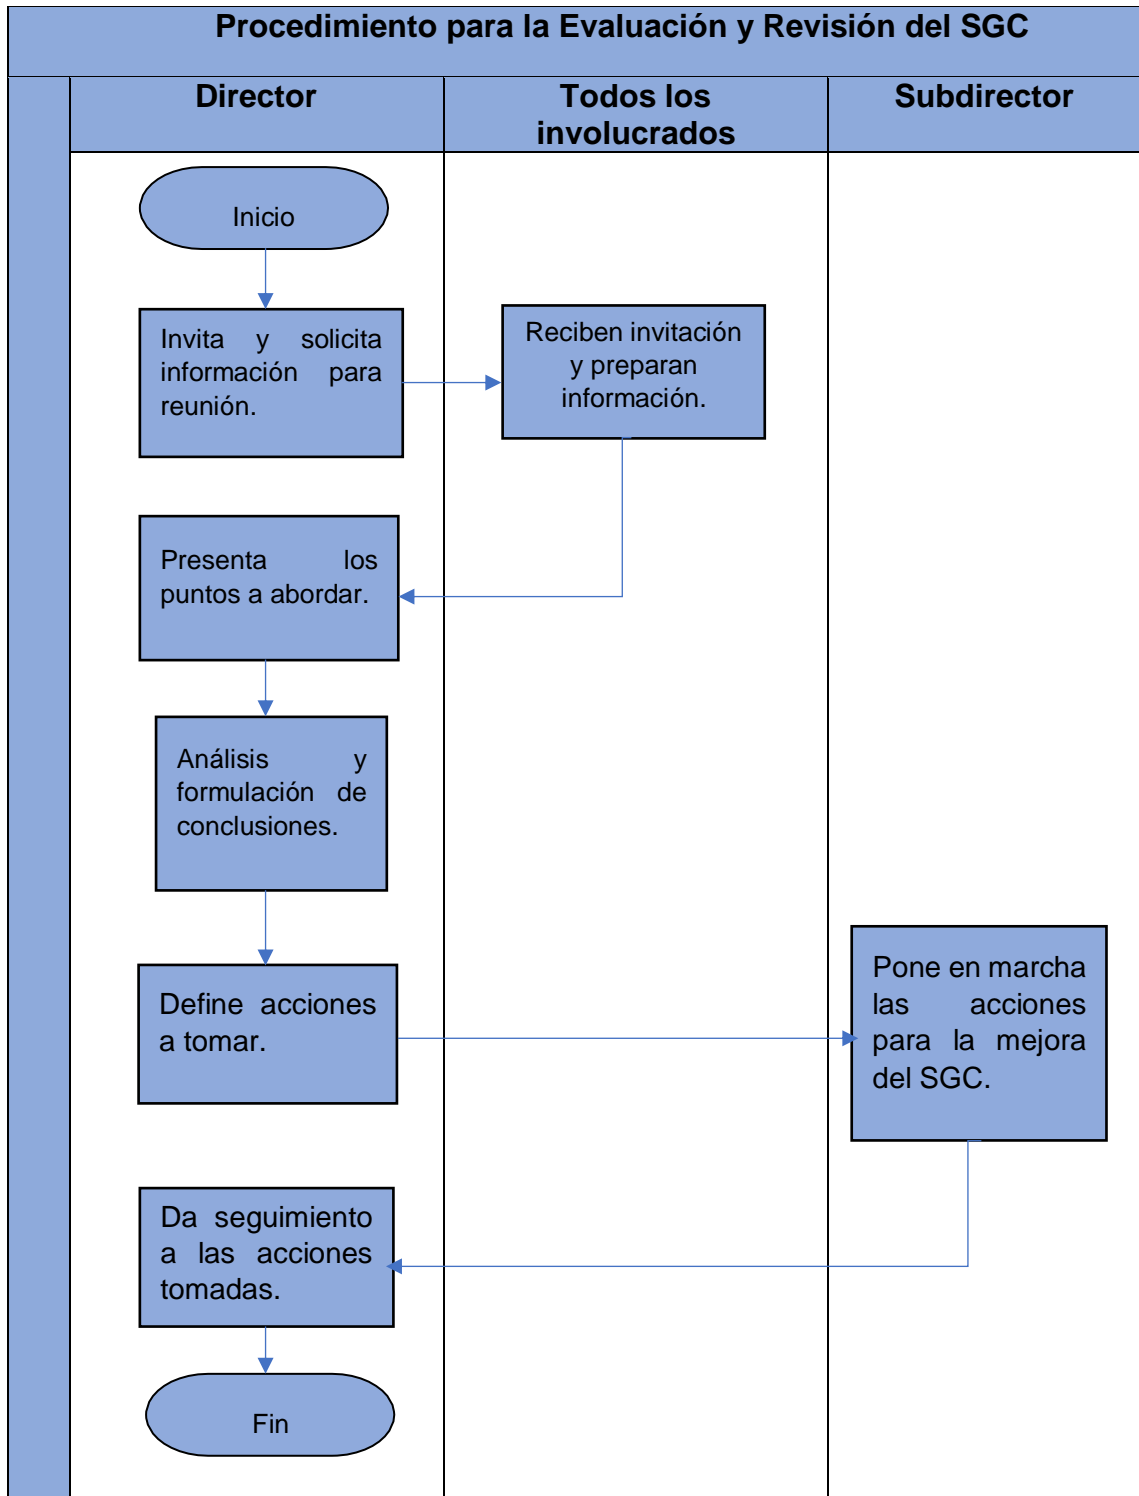 Procedimiento para la Evaluación y Revisión del SGC
Director
Todos los
involucrados
Subdirector
Inicio
Invita y solicita
información para
reunión.
Reciben invitación
y preparan
información.
Presenta los
puntos a abordar.
Análisis y
formulación de
conclusiones.
Define acciones
a tomar.
Pone en marcha
las acciones
para la mejora
del SGC.
Da seguimiento
a las acciones
tomadas.
Fin